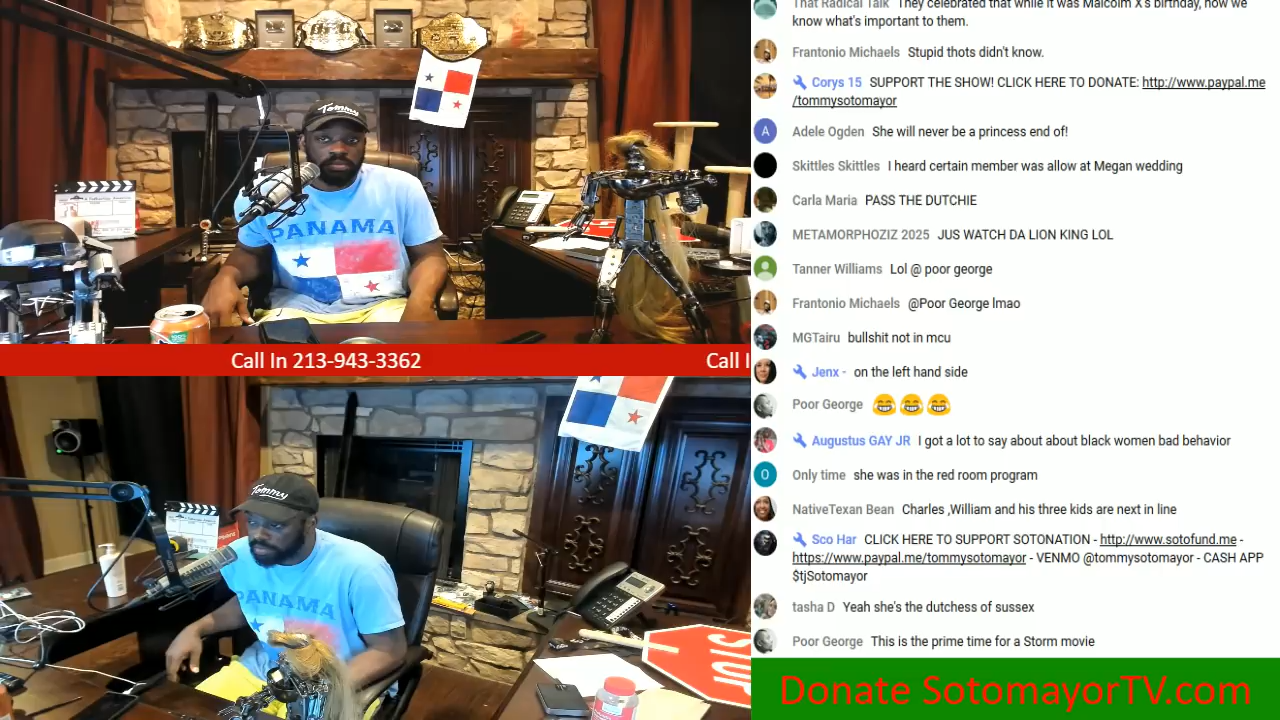 Tommy
PANAMA
Call In 213-943-3362
Call I
Tommy
PANAMA
STOP
That Radical Talk They celebrated that while it was Malcolm X's birthday, now we
know what's important to them.
Frantonio Michaels Stupid thots didn't know.
Corys 15 SUPPORT THE SHOW! CLICK HERE TO DONATE: http://www.paypal.me
/tommysotomayor
A Adele Ogden She will never be a princess end of!
Skittles Skittles I heard certain member was allow at Megan wedding
Carla Maria PASS THE DUTCHIE
METAMORPHOZIZ 2025 JUS WATCH DA LION KING LOL
Tanner Williams Lol @ poor george
Frantonio Michaels @Poor George lmao
MGTairu bullshit not in mcu
Jenx - on the left hand side
Poor George 😂 😂 😂
Augustus GAY JR I got a lot to say about about black women bad behavior
O Only time she was in the red room program
NativeTexan Bean Charles ,William and his three kids are next in line
Sco Har CLICK HERE TO SUPPORT SOTONATION - http://www.sotofund.me -
https://www.paypal.me/tommysotomayor - VENMO @tommysotomayor - CASH APP
$tjSotomayor
tasha D Yeah she's the dutchess of sussex
Poor George This is the prime time for a Storm movie
Donate SotomayorTV.com